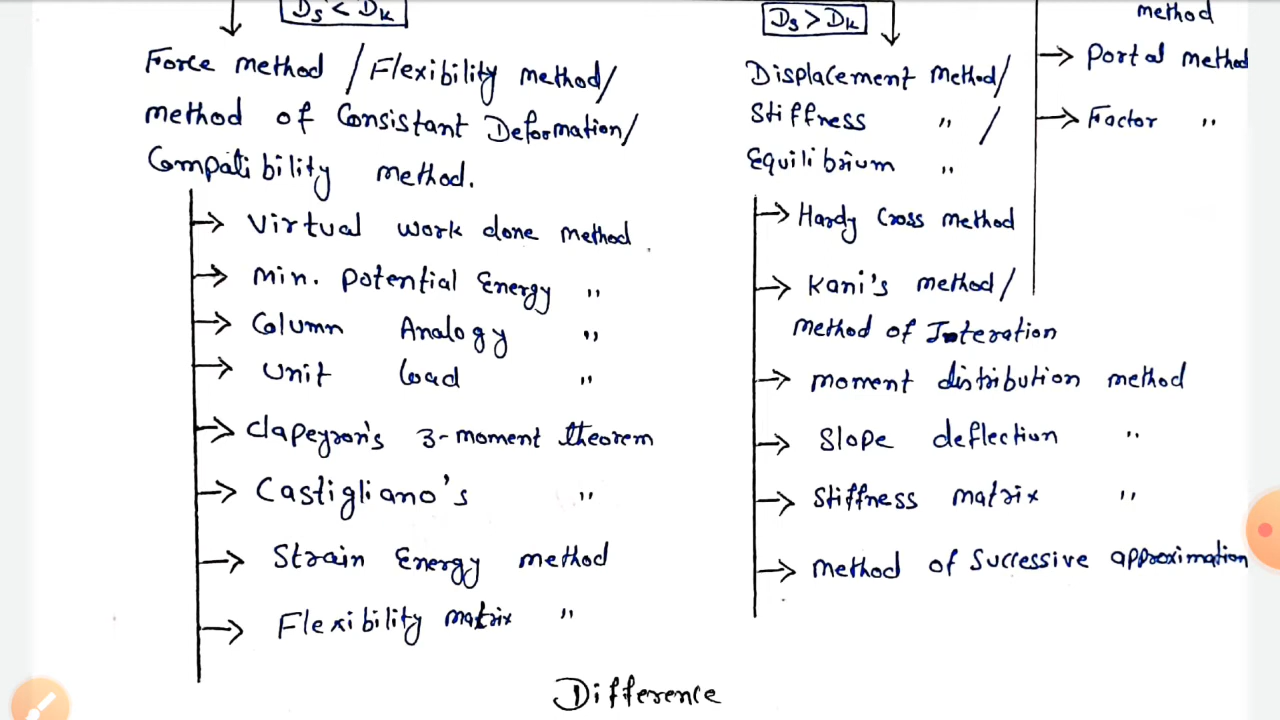 Ds < Dk
Force method / Flexibility method/
method of Consistant Deformation/
Compatibility method.
→ Virtual work done method.
→ Min. Potential Energy "
→ Column Analogy "
→ Unit load "
→ Clapeyron's 3-moment theorem
→ Castigliano's "
→ Strain Energy method
→ Flexibility matrix "
Ds > Dk
Displacement Method/
Stiffness " /
Equilibrium "
→ Hardy Cross method
→ Kani's method/
Method of Interation
→ moment distribution method
→ Slope deflection "
→ Stiffness matrix "
→ Method of Successive approximation
method
→ Portal method
→ Factor "
Difference